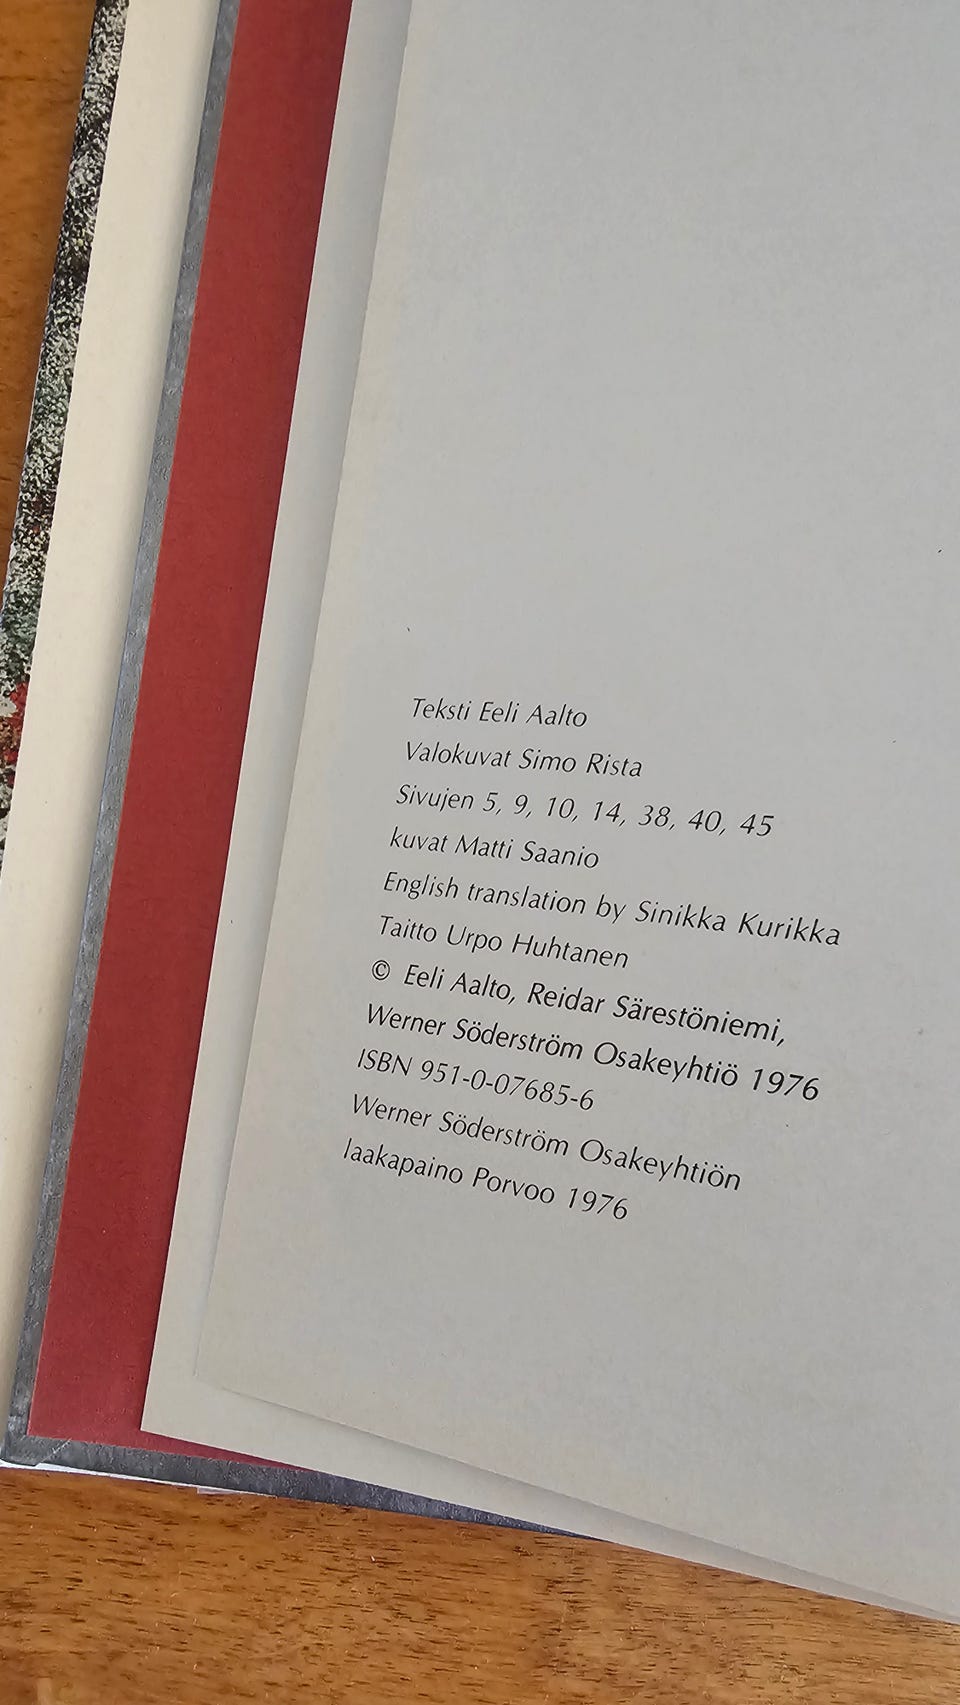 Teksti Eeli Aalto
Valokuvat Simo Rista
Sivujen 5, 9, 10, 14, 38, 40, 45
kuvat Matti Saanio
English translation by Sinikka Kurikka
Taitto Urpo Huhtanen
© Eeli Aalto, Reidar Särestöniemi,
Werner Söderström Osakeyhtiö 1976
ISBN 951-0-07685-6
Werner Söderström Osakeyhtiön
laakapaino Porvoo 1976